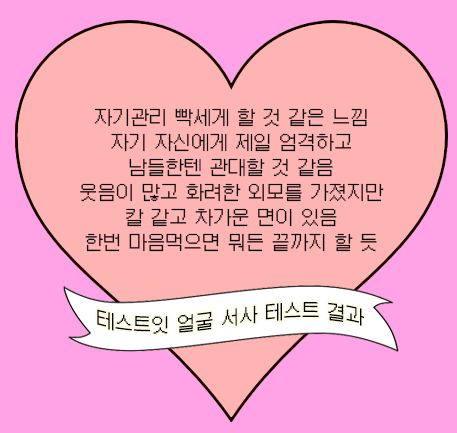 자기관리 빡세게 할 것 같은 느낌
자기 자신에게 제일 엄격하고
남들한텐 관대할 것 같음
웃음이 많고 화려한 외모를 가졌지만
칼 같고 차가운 면이 있음
한번 마음먹으면 뭐든 끝까지 할 듯
테스트잇 얼굴 서사 테스트 결과